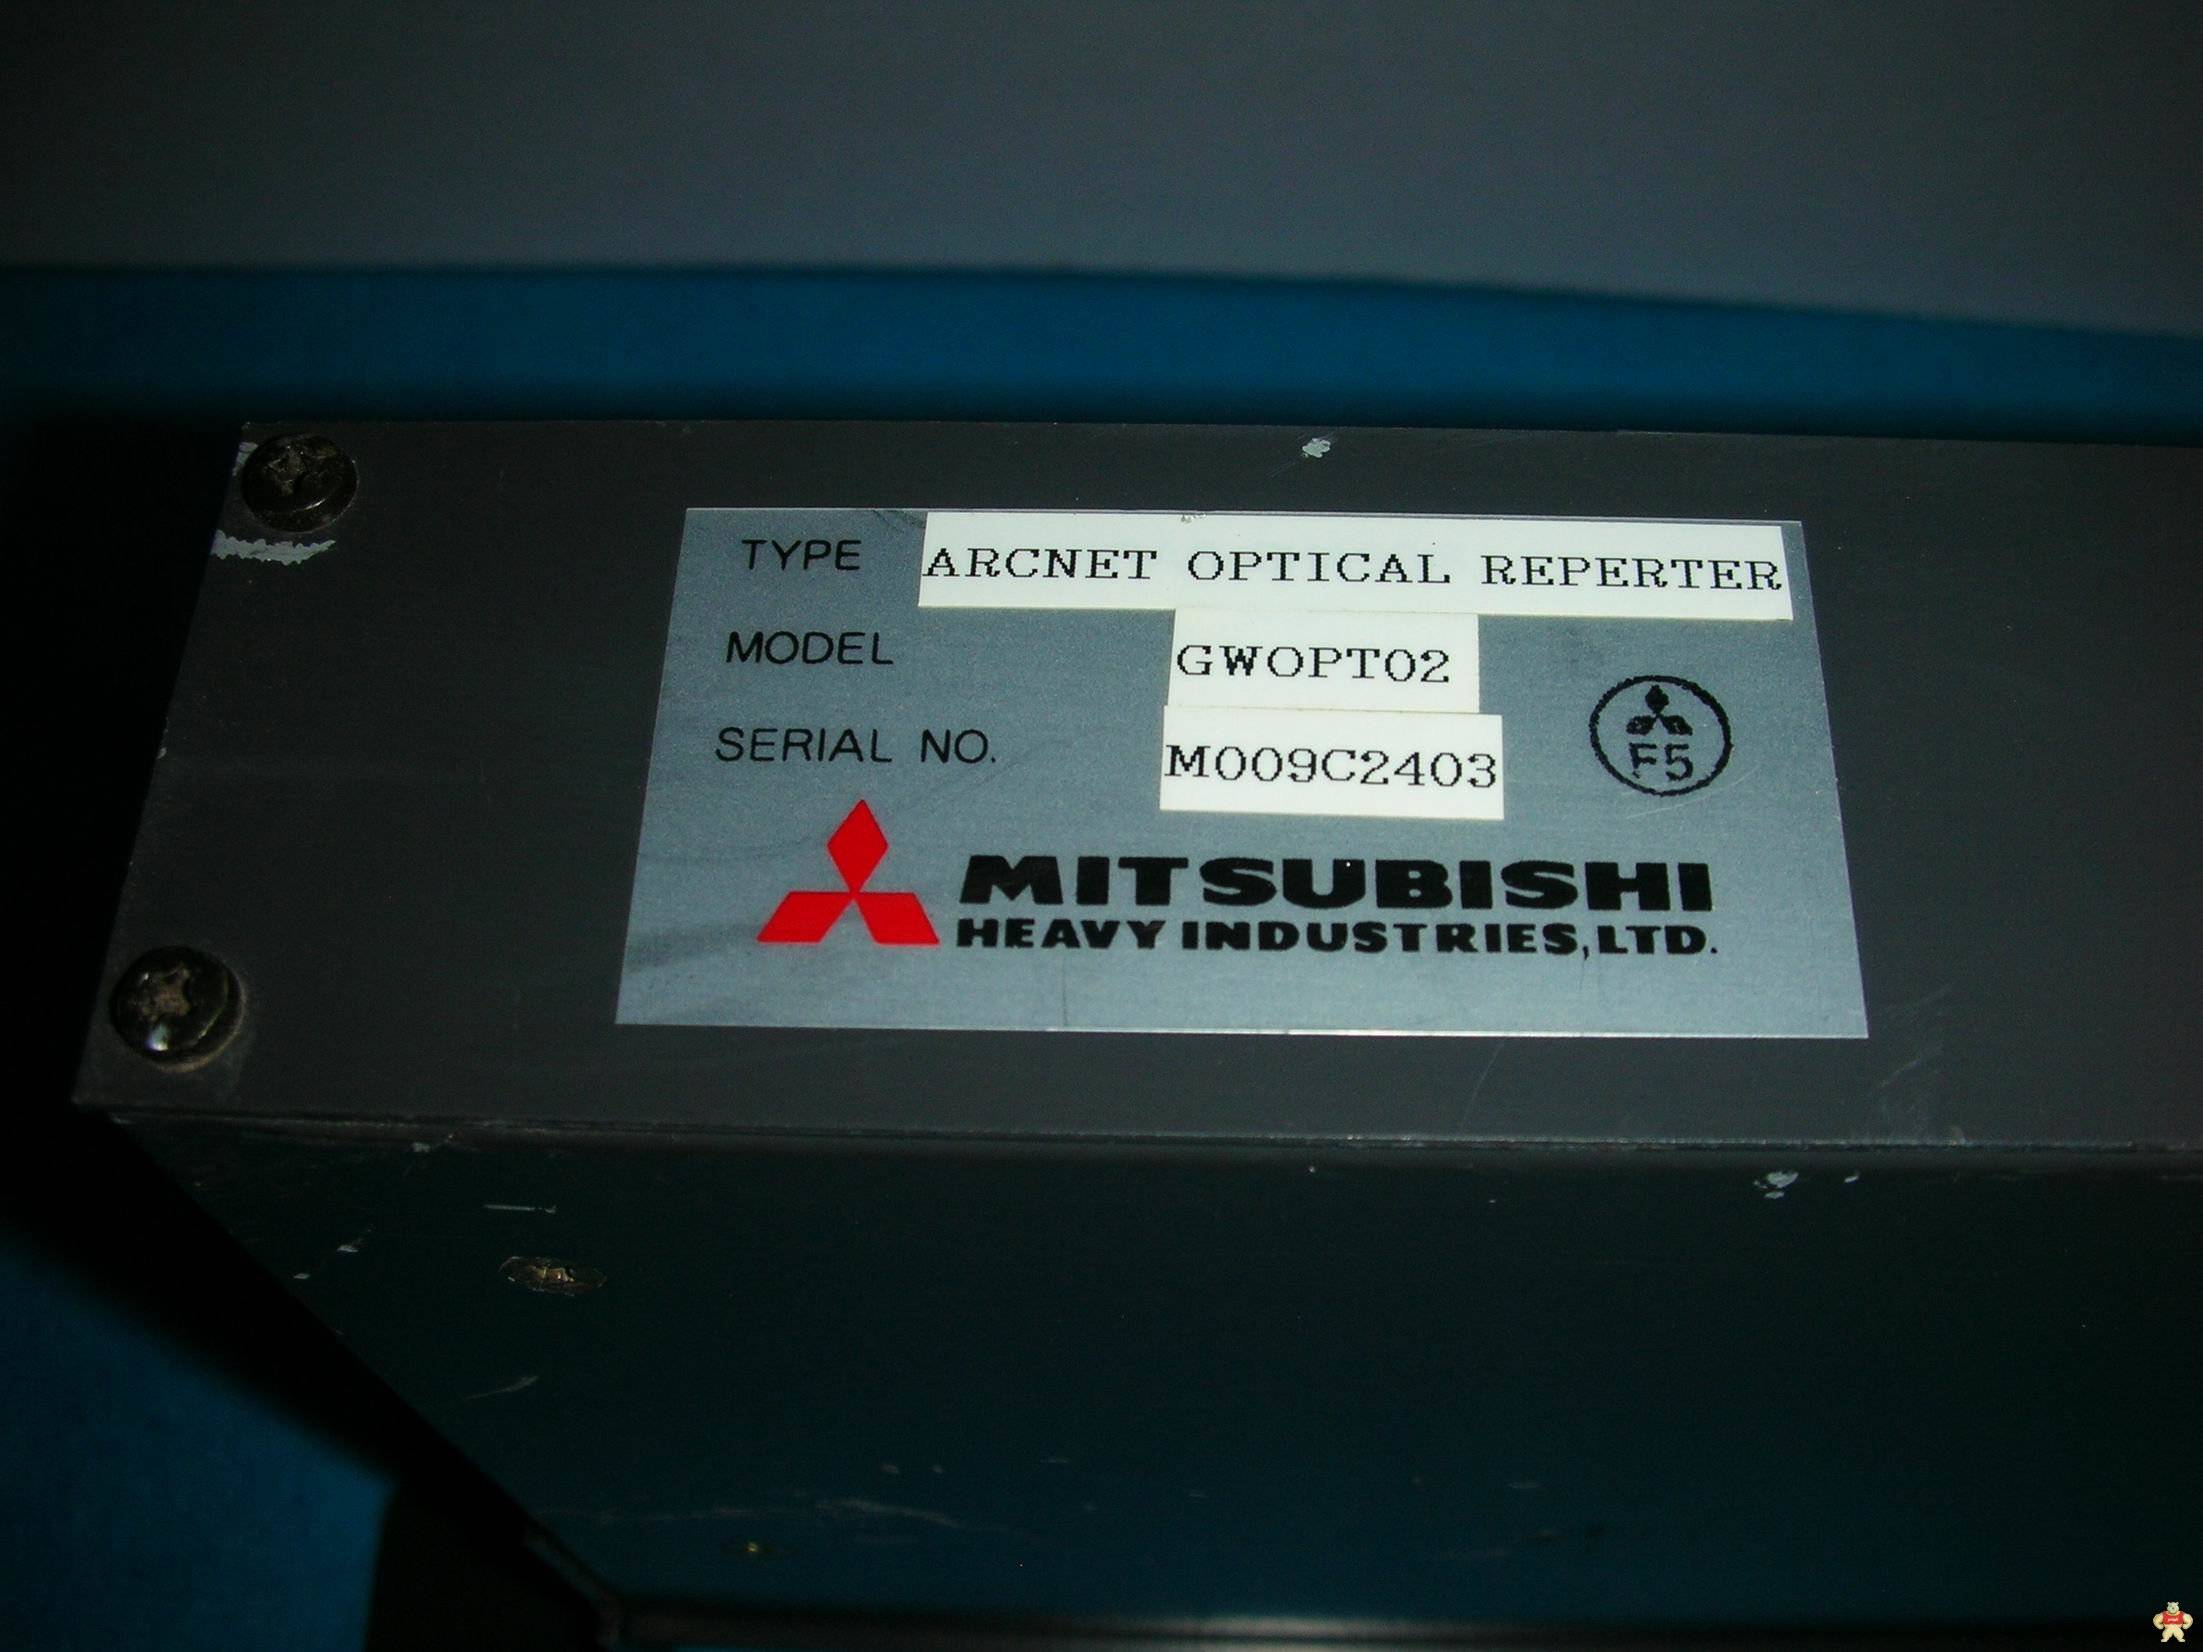 TYPE ARCNET OPTICAL REPERTER
MODEL GWOPT02
SERIAL NO. M009C2403
F5
MITSUBISHI
HEAVY INDUSTRIES, LTD.